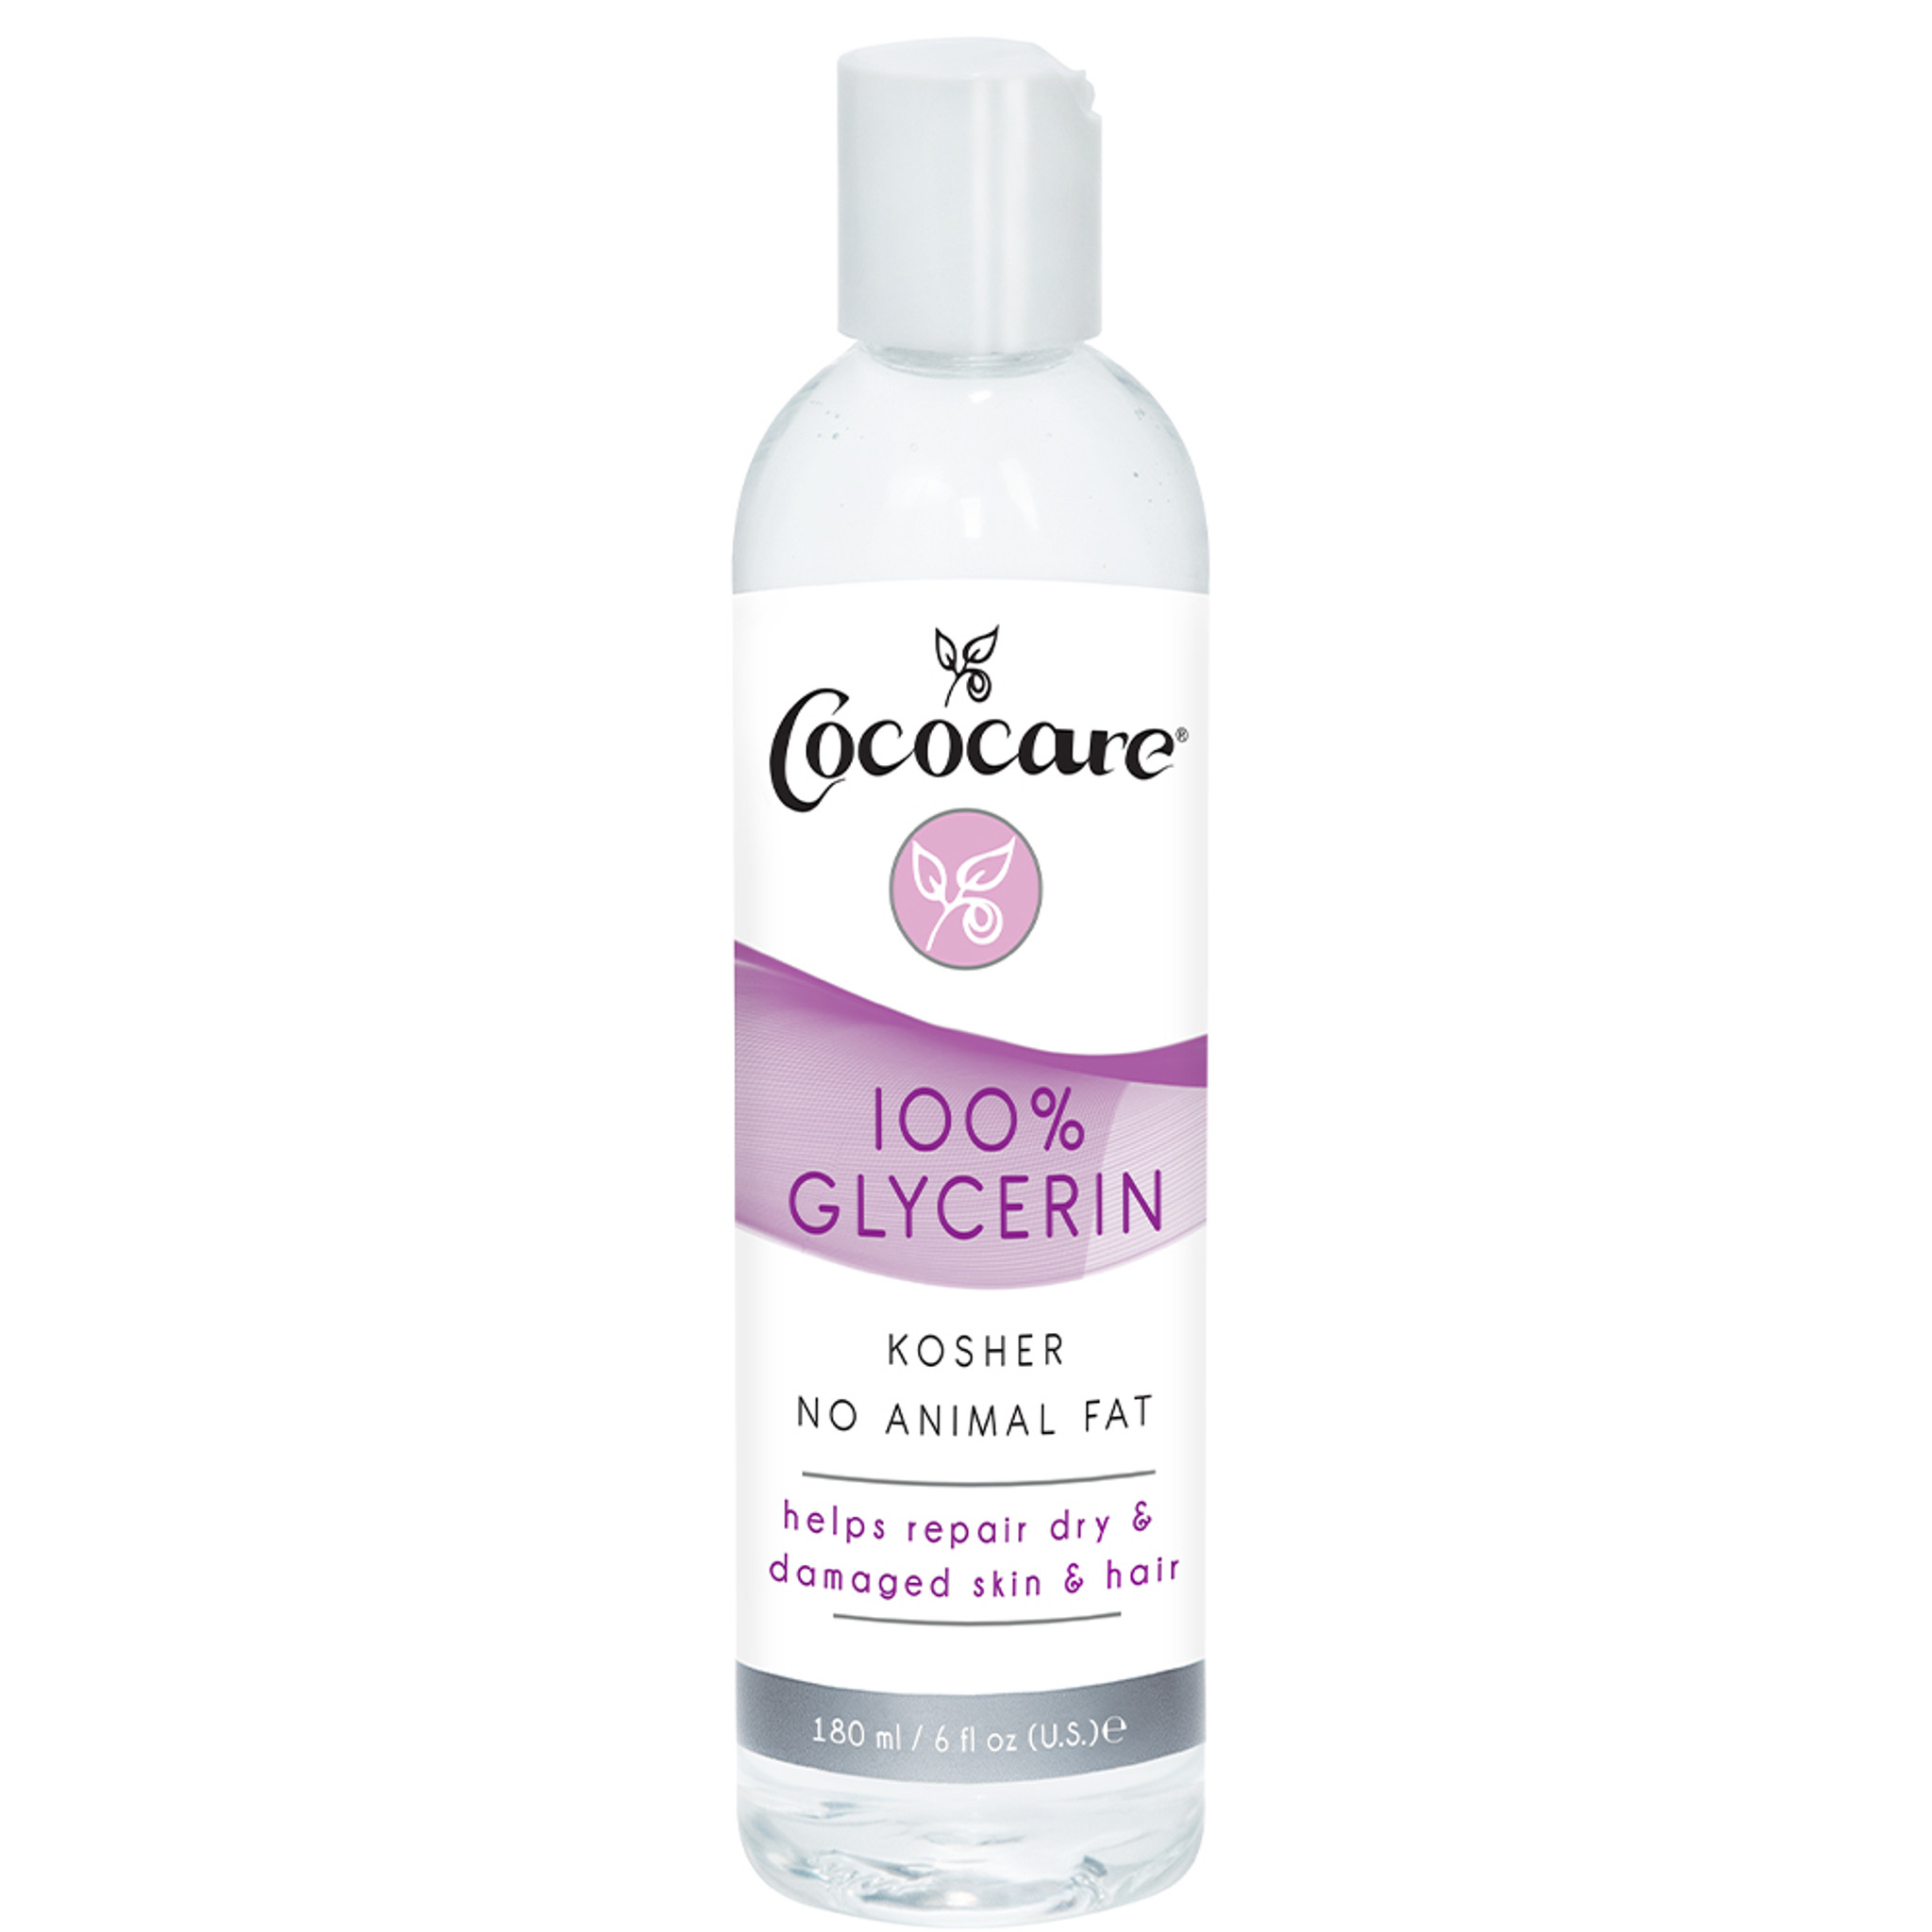 Cococare®
100%
GLYCERIN
KOSHER
NO ANIMAL FAT
helps repair dry &
damaged skin & hair
180 ml / 6 fl oz (U.S.)℮